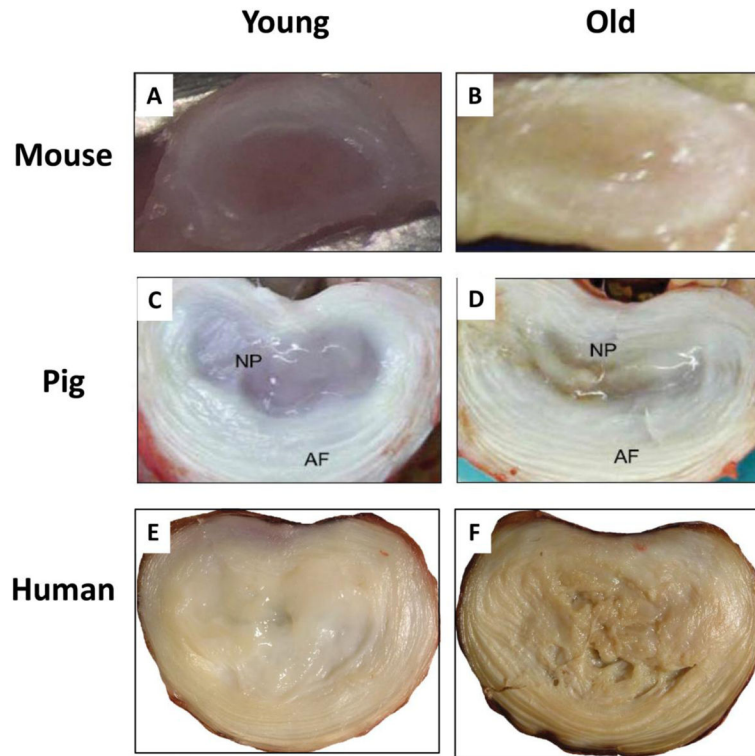 Young Old
A B
Mouse
C D
NP NP
Pig
AF AF
E F
Human